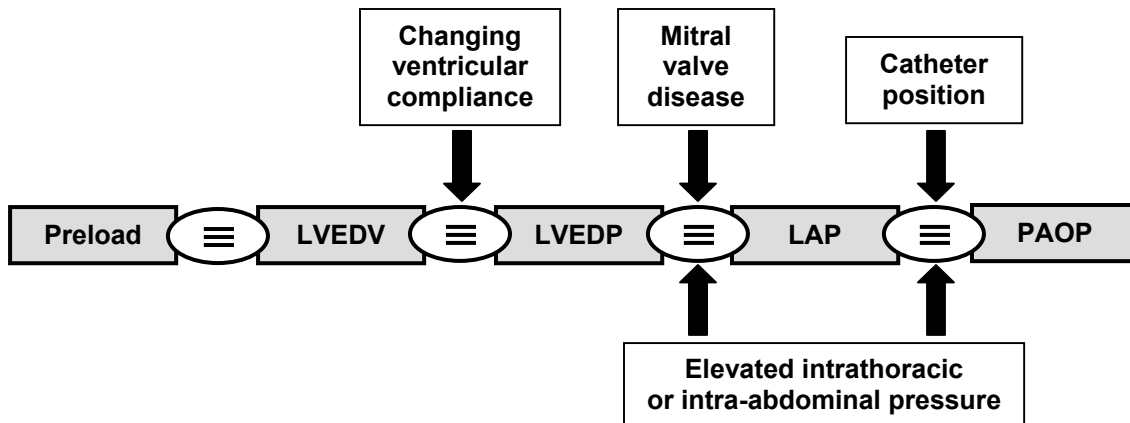 Changing
ventricular
compliance
Mitral
valve
disease
Catheter
position
Preload ≡ LVEDV ≡ LVEDP ≡ LAP ≡ PAOP
Elevated intrathoracic
or intra-abdominal pressure